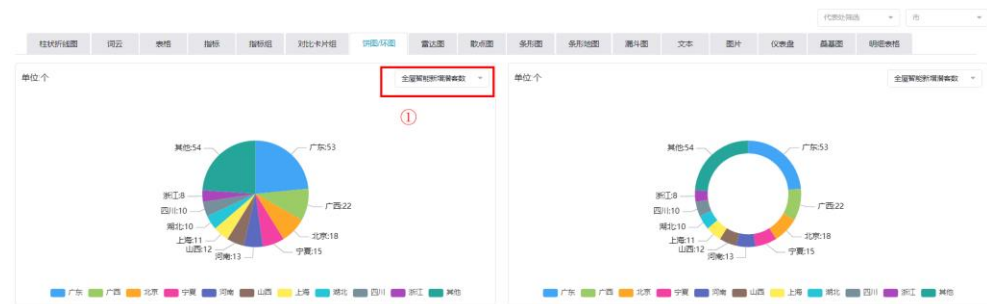 代表处筛选 市
柱状折线图 词云 表格 指标 指标组 对比卡片组 饼图/环图 雷达图 散点图 条形图 条形地图 漏斗图 文本 图片 仪表盘 晶基图 明细表格
单位:个 全屋智能新增潜客数
①
其他:54 广东:53
浙江:8
四川:10
湖北:10
上海:11
山西:12
河南:13
宁夏:15
北京:18
广西:22
广东 广西 北京 宁夏 河南 山西 上海 湖北 四川 浙江 其他
单位:个 全屋智能新增潜客数
其他:54 广东:53
浙江:8
四川:10
湖北:10
上海:11
山西:12
河南:13
宁夏:15
北京:18
广西:22
广东 广西 北京 宁夏 河南 山西 上海 湖北 四川 浙江 其他